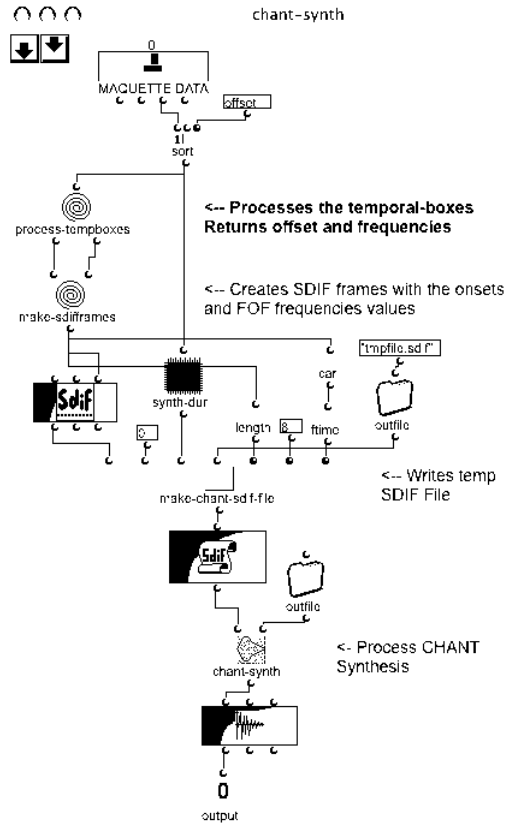 chant-synth
0
MAQUETTE DATA
offset
1l
sort
<-- Processes the temporal-boxes
Returns offset and frequencies
process-tempboxes
<-- Creates SDIF frames with the onsets
and FOF frequencies values
make-sdifframes
"tmpfile.sdif"
car
Sdif
synth-dur
0
length
8
ftime
outfile
<-- Writes temp
SDIF File
make-chant-sdif-file
Sdif
outfile
<- Process CHANT
Synthesis
chant-synth
0
output